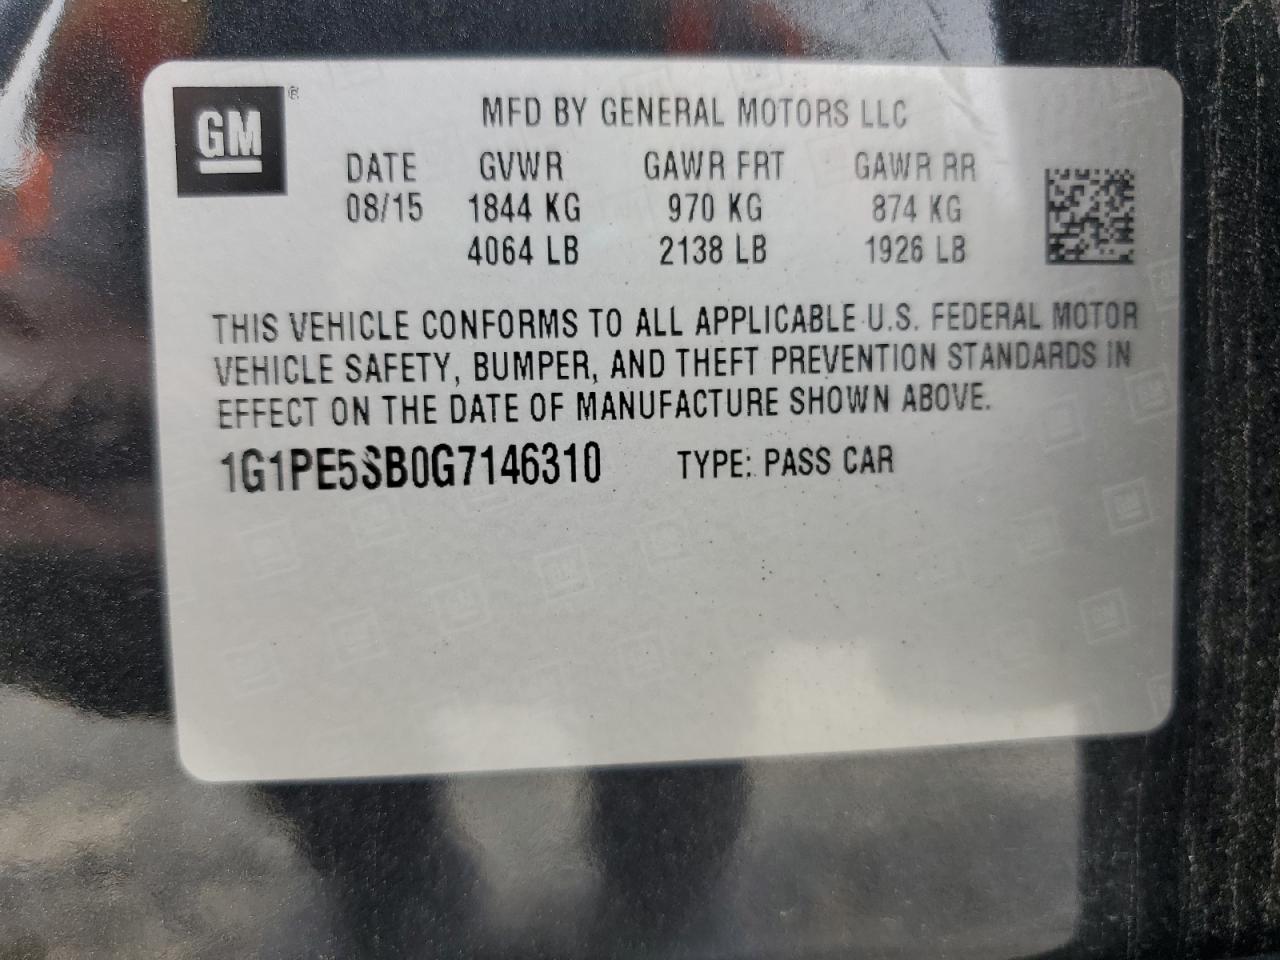 GM ®
MFD BY GENERAL MOTORS LLC
DATE GVWR GAWR FRT GAWR RR
08/15 1844 KG 970 KG 874 KG
4064 LB 2138 LB 1926 LB
THIS VEHICLE CONFORMS TO ALL APPLICABLE U.S. FEDERAL MOTOR
VEHICLE SAFETY, BUMPER, AND THEFT PREVENTION STANDARDS IN
EFFECT ON THE DATE OF MANUFACTURE SHOWN ABOVE.
1G1PE5SB0G7146310 TYPE: PASS CAR